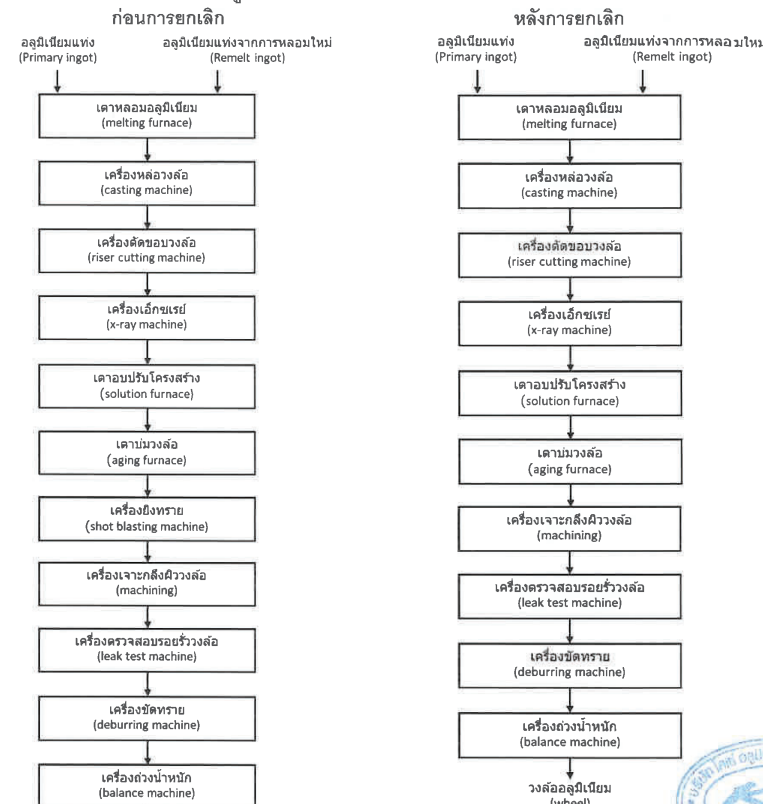 ก่อนการยกเลิก
อลูมิเนียมแท่ง
(Primary ingot)
อลูมิเนียมแท่งจากการหลอมใหม่
(Remelt ingot)
เตาหลอมอลูมิเนียม
(melting furnace)
เครื่องหล่อวงล้อ
(casting machine)
เครื่องตัดขอบวงล้อ
(riser cutting machine)
เครื่องเอ็กซเรย์
(x-ray machine)
เตาอบปรับโครงสร้าง
(solution furnace)
เตาบ่มวงล้อ
(aging furnace)
เครื่องยิงทราย
(shot blasting machine)
เครื่องเจาะกลึงผิววงล้อ
(machining)
เครื่องตรวจสอบรอยรั่ววงล้อ
(leak test machine)
เครื่องขัดทราย
(deburring machine)
เครื่องถ่วงน้ำหนัก
(balance machine)
หลังการยกเลิก
อลูมิเนียมแท่ง
(Primary ingot)
อลูมิเนียมแท่งจากการหลอมใหม่
(Remelt ingot)
เตาหลอมอลูมิเนียม
(melting furnace)
เครื่องหล่อวงล้อ
(casting machine)
เครื่องตัดขอบวงล้อ
(riser cutting machine)
เครื่องเอ็กซเรย์
(x-ray machine)
เตาอบปรับโครงสร้าง
(solution furnace)
เตาบ่มวงล้อ
(aging furnace)
เครื่องเจาะกลึงผิววงล้อ
(machining)
เครื่องตรวจสอบรอยรั่ววงล้อ
(leak test machine)
เครื่องขัดทราย
(deburring machine)
เครื่องถ่วงน้ำหนัก
(balance machine)
วงล้ออลูมิเนียม
(wheel)